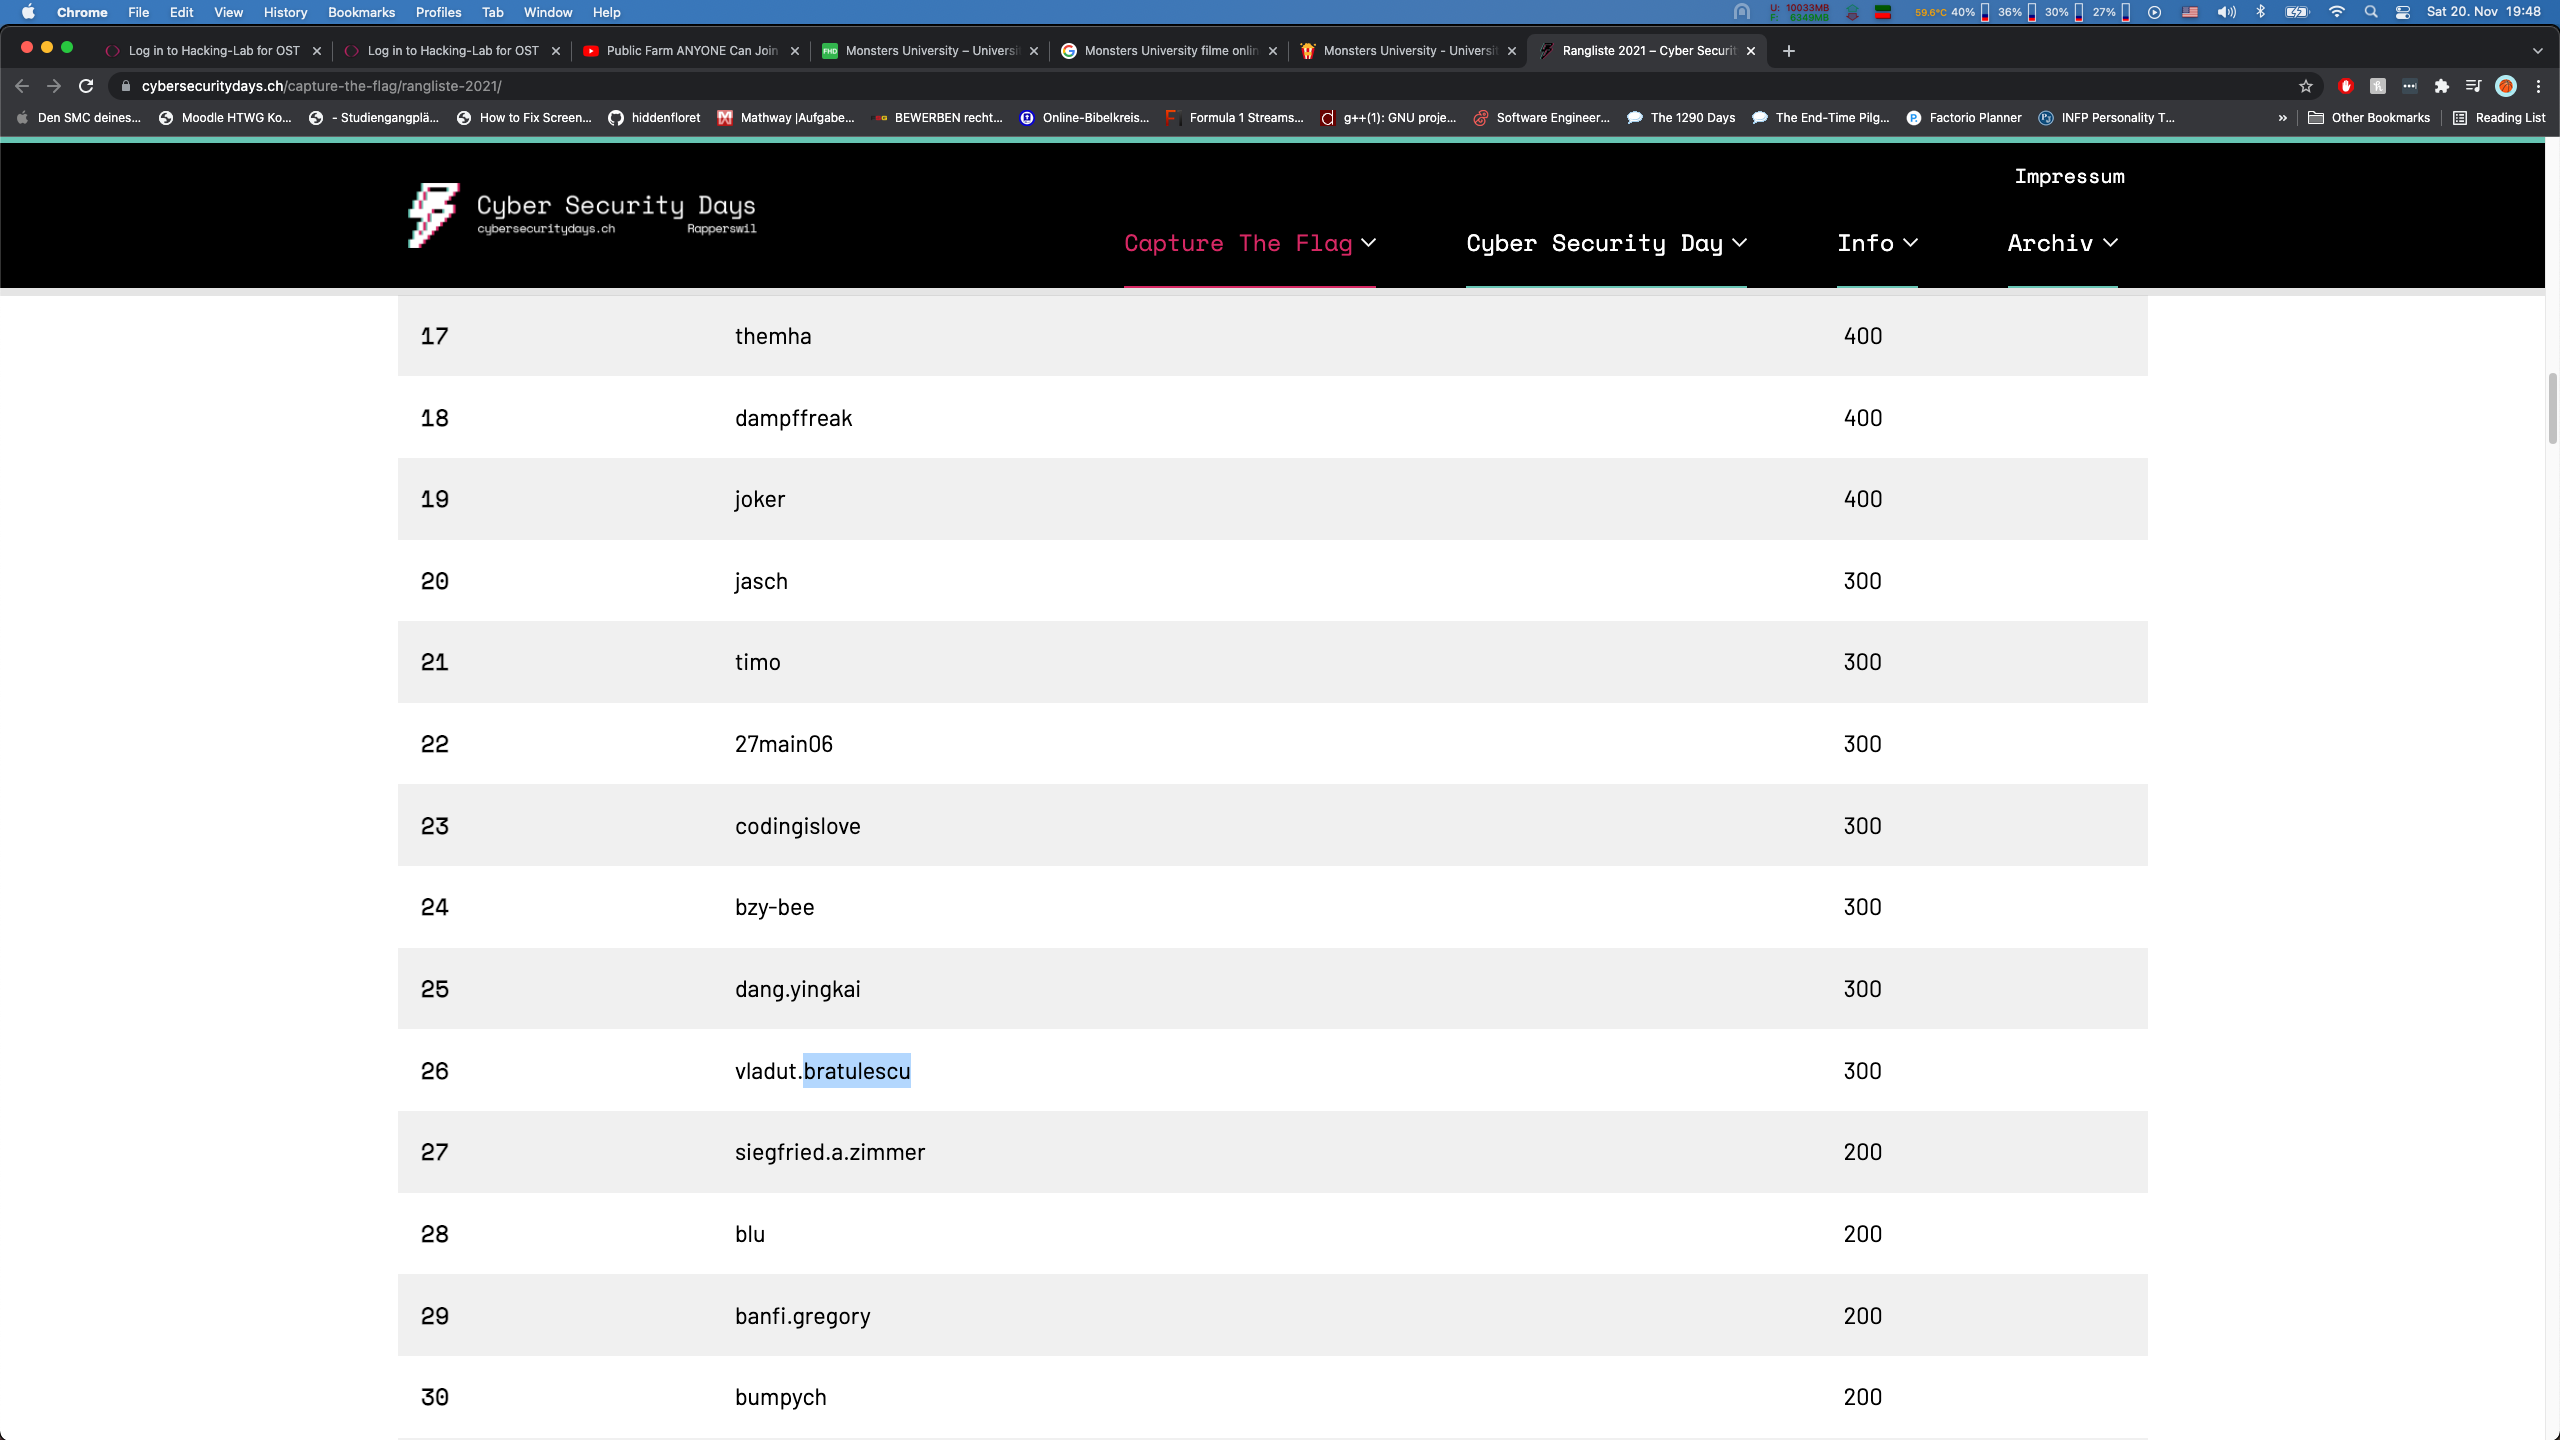 Chrome File Edit View History Bookmarks Profiles Tab Window Help U: 10033MB F: 6349MB 59.6°C 40% 36% 30% 27% Sat 20. Nov 19:48
Log in to Hacking-Lab for OST Log in to Hacking-Lab for OST Public Farm ANYONE Can Join FHD Monsters University – Universi Monsters University filme onlin Monsters University - Universit Rangliste 2021 – Cyber Securit
cybersecuritydays.ch/capture-the-flag/rangliste-2021/
Den SMC deines... Moodle HTWG Ko... - Studiengangplä... How to Fix Screen... hiddenfloret Mathway |Aufgabe... BEWERBEN recht... Online-Bibelkreis... Formula 1 Streams... g++(1): GNU proje... Software Engineer... The 1290 Days The End-Time Pilg... Factorio Planner INFP Personality T... » Other Bookmarks Reading List
Impressum
Cyber Security Days
cybersecuritydays.ch Rapperswil
Capture The Flag Cyber Security Day Info Archiv
17 themha 400
18 dampffreak 400
19 joker 400
20 jasch 300
21 timo 300
22 27main06 300
23 codingislove 300
24 bzy-bee 300
25 dang.yingkai 300
26 vladut.bratulescu 300
27 siegfried.a.zimmer 200
28 blu 200
29 banfi.gregory 200
30 bumpych 200